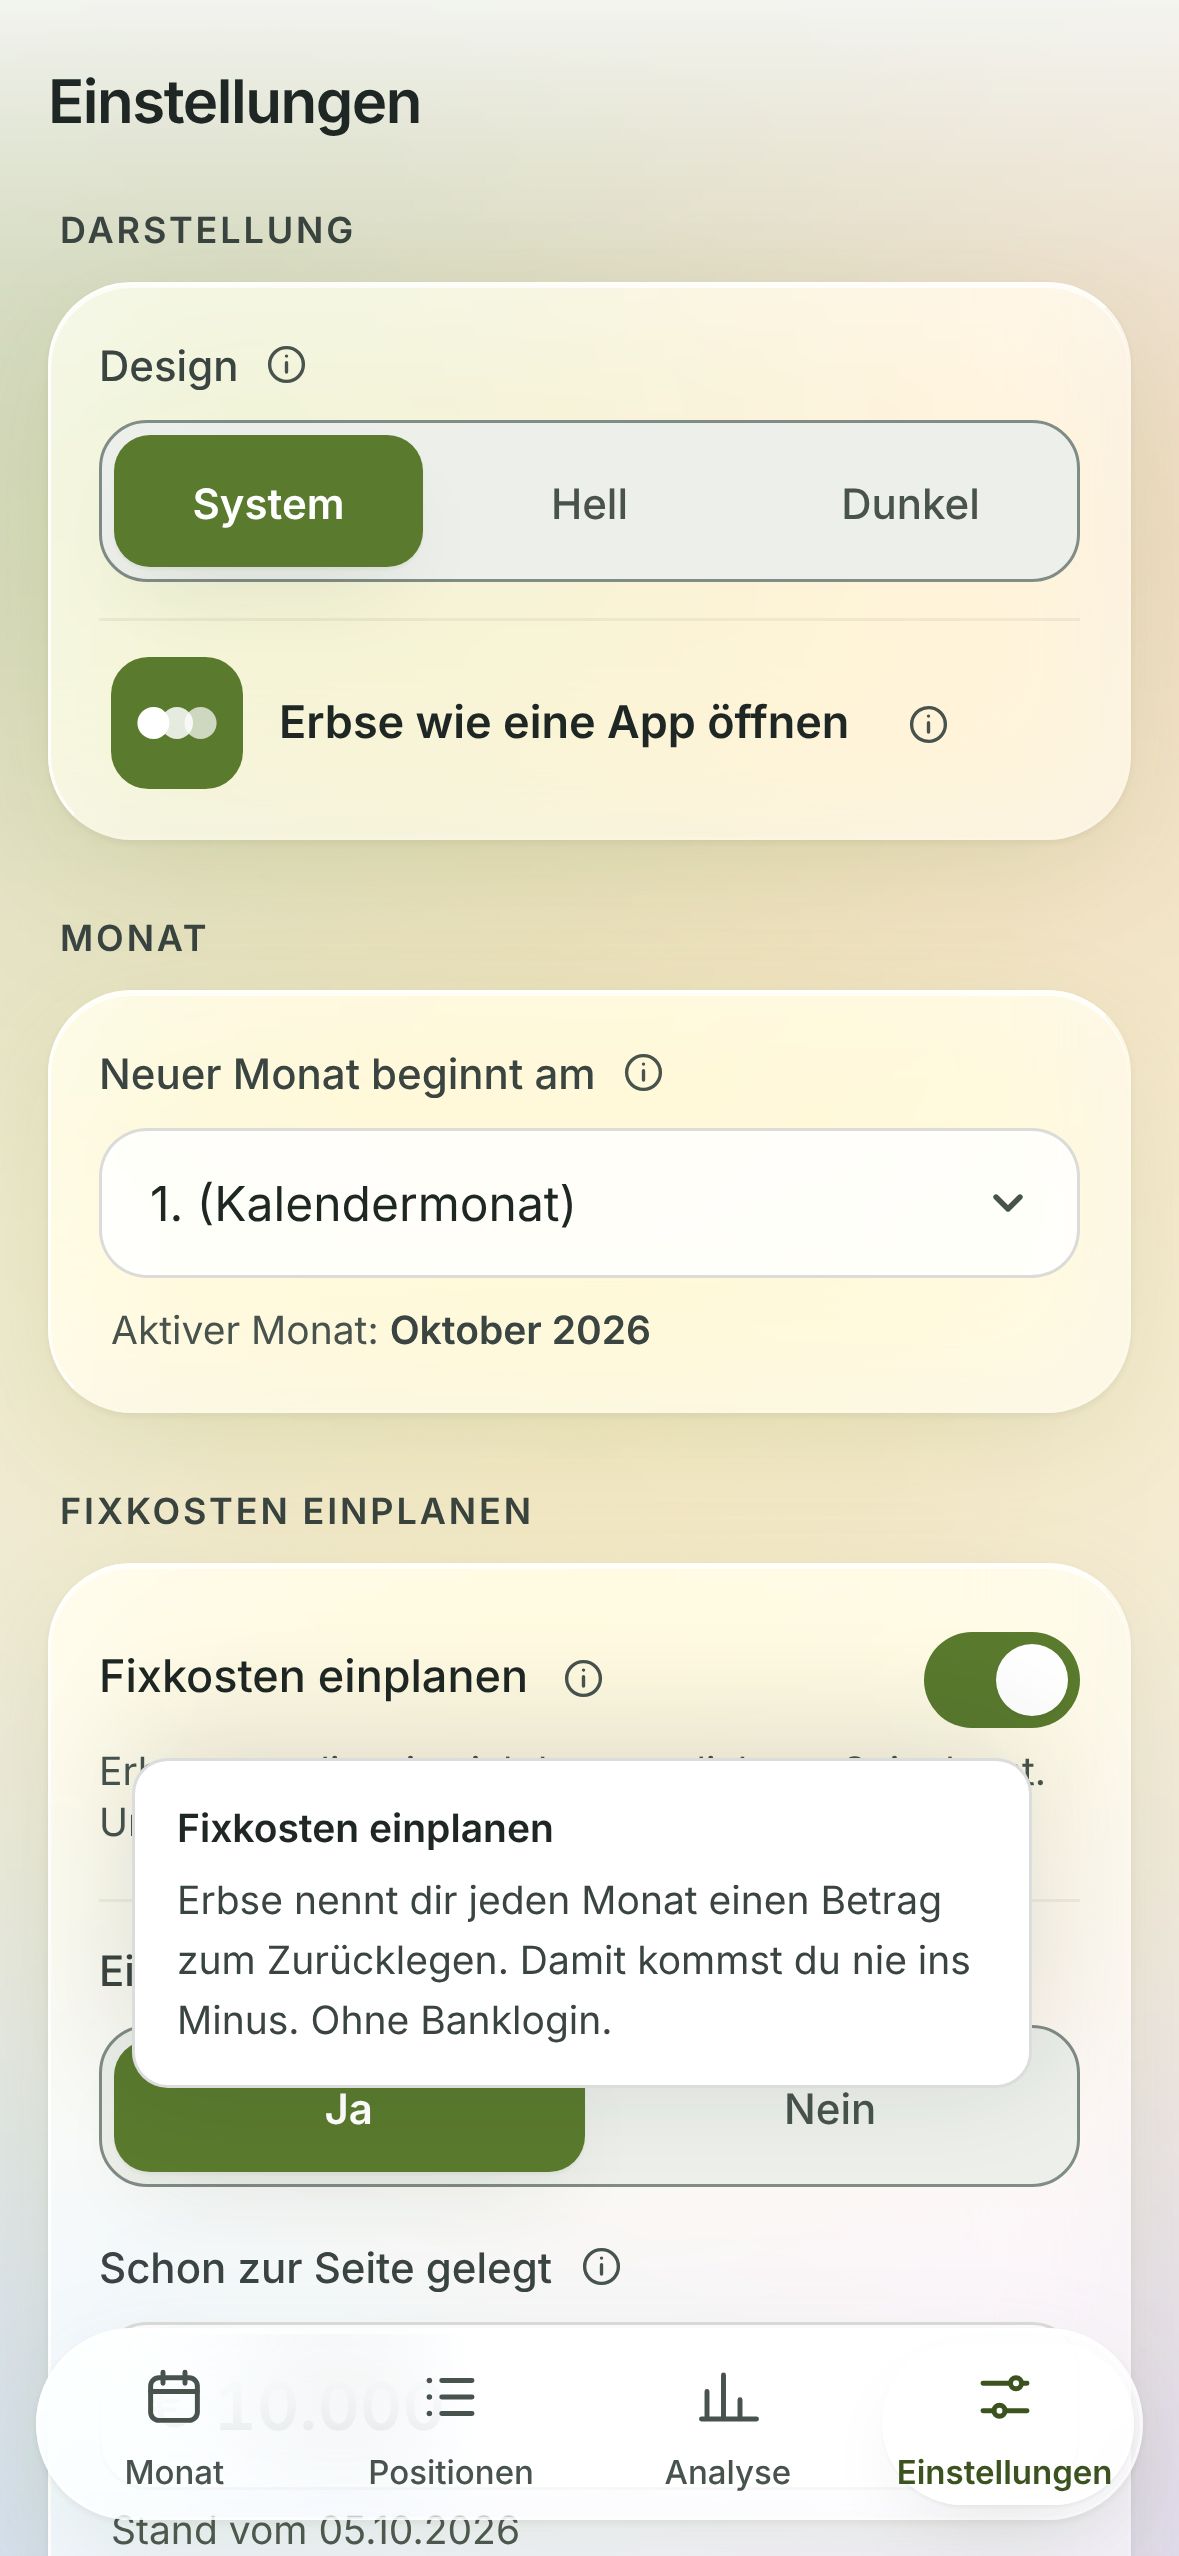 Einstellungen
DARSTELLUNG
Design
System Hell Dunkel
Erbse wie eine App öffnen
MONAT
Neuer Monat beginnt am
1. (Kalendermonat)
Aktiver Monat: Oktober 2026
FIXKOSTEN EINPLANEN
Fixkosten einplanen
Fixkosten einplanen
Erbse nennt dir jeden Monat einen Betrag
zum Zurücklegen. Damit kommst du nie ins
Minus. Ohne Banklogin.
Ja Nein
Schon zur Seite gelegt
10.000
Monat Positionen Analyse Einstellungen
Stand vom 05.10.2026